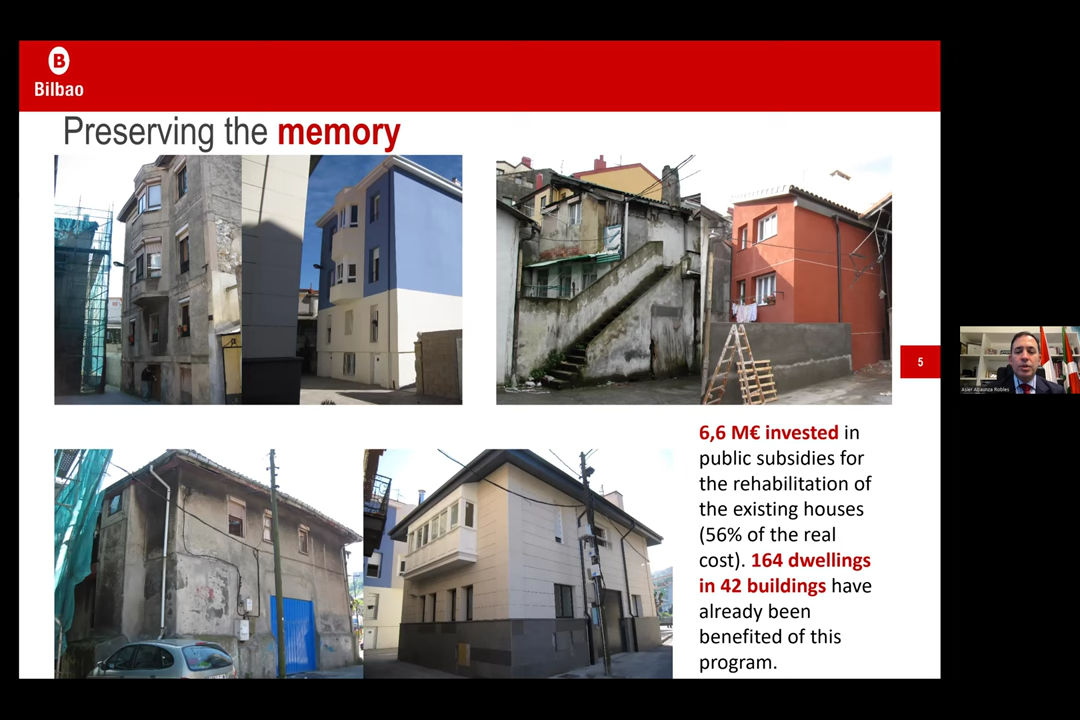 B
Bilbao
Preserving the memory
5
6,6 M€ invested in
public subsidies for
the rehabilitation of
the existing houses
(56% of the real
cost). 164 dwellings
in 42 buildings have
already been
benefited of this
program.